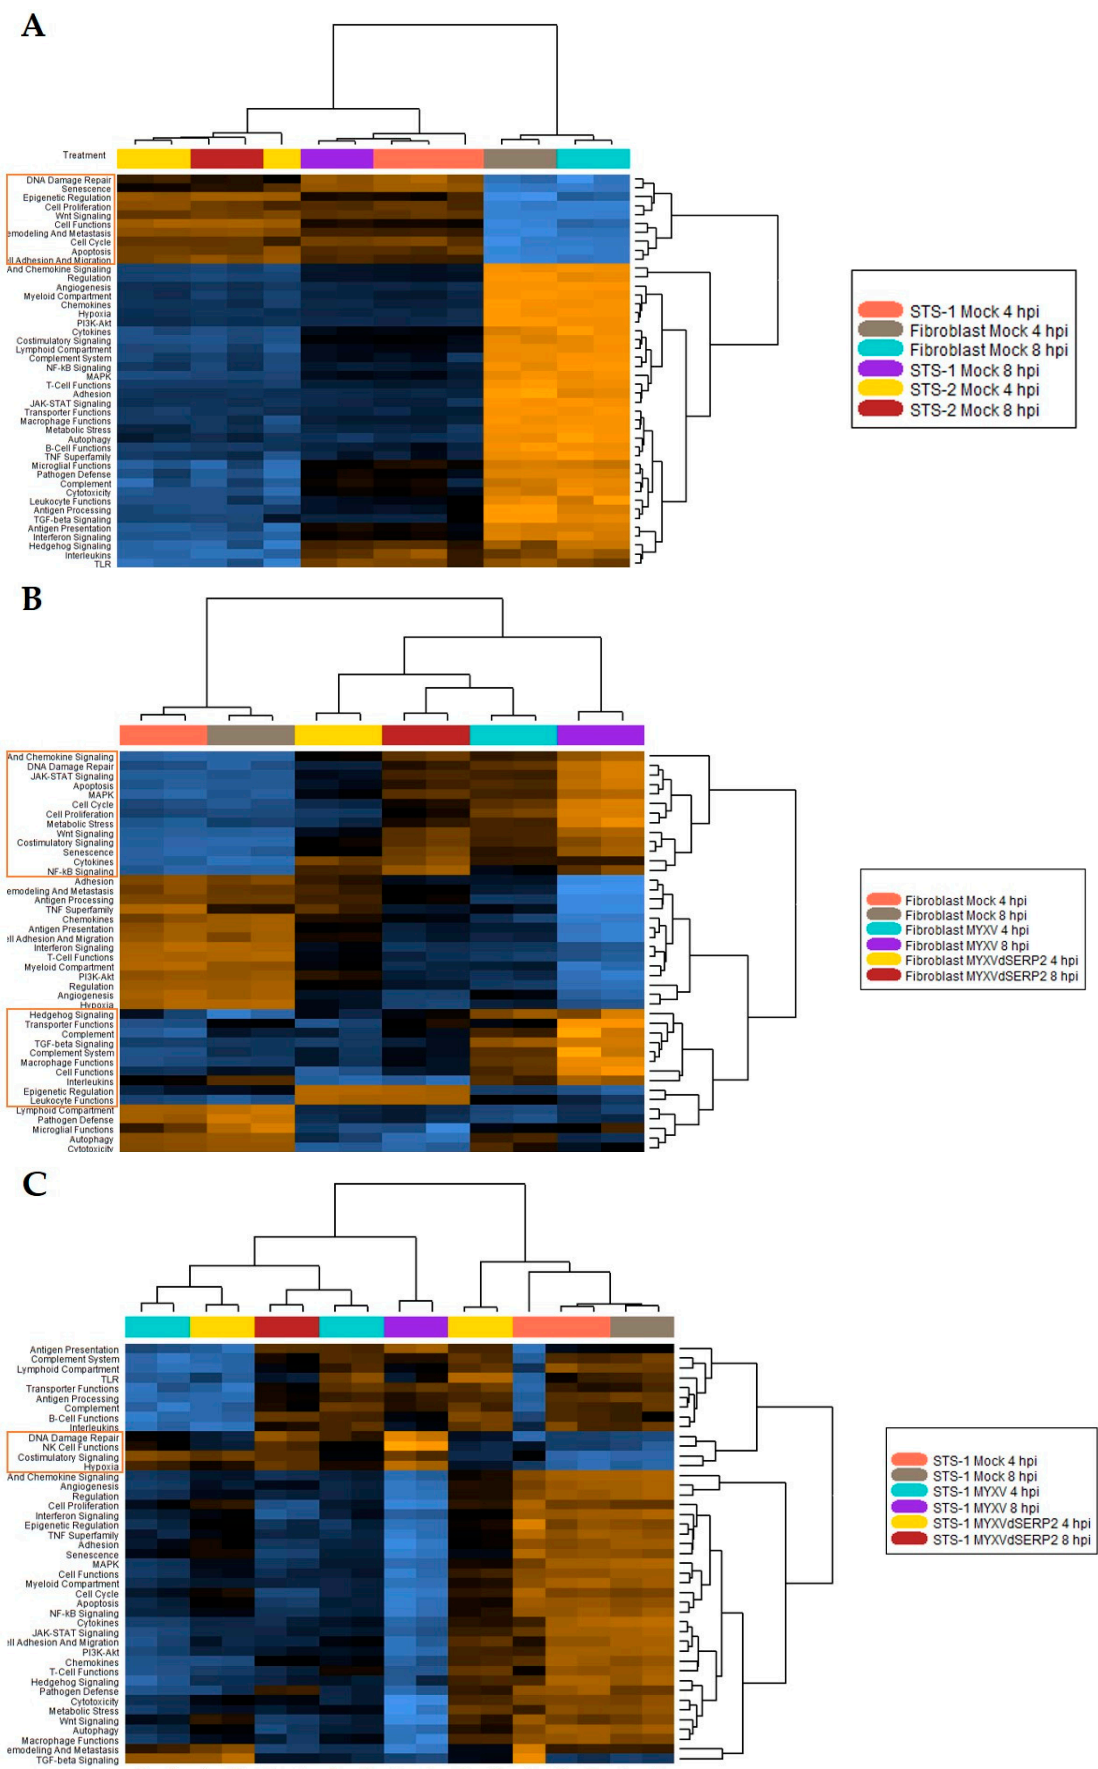 A
Treatment
DNA Damage Repair
Senescence
Epigenetic Regulation
Cell Proliferation
Wnt Signaling
Cell Functions
emodeling And Metastasis
Cell Cycle
Apoptosis
ell Adhesion And Migration
And Chemokine Signaling
Regulation
Angiogenesis
Myeloid Compartment
Chemokines
Hypoxia
PI3K-Akt
Cytokines
Costimulatory Signaling
Lymphoid Compartment
Complement System
NF-kB Signaling
MAPK
T-Cell Functions
Adhesion
JAK-STAT Signaling
Transporter Functions
Macrophage Functions
Metabolic Stress
Autophagy
B-Cell Functions
TNF Superfamily
Microglial Functions
Pathogen Defense
Complement
Cytotoxicity
Leukocyte Functions
Antigen Processing
TGF-beta Signaling
Antigen Presentation
Interferon Signaling
Hedgehog Signaling
Interleukins
TLR
STS-1 Mock 4 hpi
Fibroblast Mock 4 hpi
Fibroblast Mock 8 hpi
STS-1 Mock 8 hpi
STS-2 Mock 4 hpi
STS-2 Mock 8 hpi
B
And Chemokine Signaling
DNA Damage Repair
JAK-STAT Signaling
Apoptosis
MAPK
Cell Cycle
Cell Proliferation
Metabolic Stress
Wnt Signaling
Costimulatory Signaling
Senescence
Cytokines
NF-kB Signaling
Adhesion
emodeling And Metastasis
Antigen Processing
TNF Superfamily
Chemokines
Antigen Presentation
ell Adhesion And Migration
Interferon Signaling
T-Cell Functions
Myeloid Compartment
PI3K-Akt
Regulation
Angiogenesis
Hypoxia
Hedgehog Signaling
Transporter Functions
Complement
TGF-beta Signaling
Complement System
Macrophage Functions
Cell Functions
Interleukins
Epigenetic Regulation
Leukocyte Functions
Lymphoid Compartment
Pathogen Defense
Microglial Functions
Autophagy
Cytotoxicity
Fibroblast Mock 4 hpi
Fibroblast Mock 8 hpi
Fibroblast MYXV 4 hpi
Fibroblast MYXV 8 hpi
Fibroblast MYXVdSERP2 4 hpi
Fibroblast MYXVdSERP2 8 hpi
C
Antigen Presentation
Complement System
Lymphoid Compartment
TLR
Transporter Functions
Antigen Processing
Complement
B-Cell Functions
Interleukins
DNA Damage Repair
NK Cell Functions
Costimulatory Signaling
Hypoxia
And Chemokine Signaling
Angiogenesis
Regulation
Cell Proliferation
Interferon Signaling
Epigenetic Regulation
TNF Superfamily
Adhesion
Senescence
MAPK
Cell Functions
Myeloid Compartment
Cell Cycle
Apoptosis
NF-kB Signaling
Cytokines
JAK-STAT Signaling
ell Adhesion And Migration
PI3K-Akt
Chemokines
T-Cell Functions
Hedgehog Signaling
Pathogen Defense
Cytotoxicity
Metabolic Stress
Wnt Signaling
Autophagy
Macrophage Functions
emodeling And Metastasis
TGF-beta Signaling
STS-1 Mock 4 hpi
STS-1 Mock 8 hpi
STS-1 MYXV 4 hpi
STS-1 MYXV 8 hpi
STS-1 MYXVdSERP2 4 hpi
STS-1 MYXVdSERP2 8 hpi